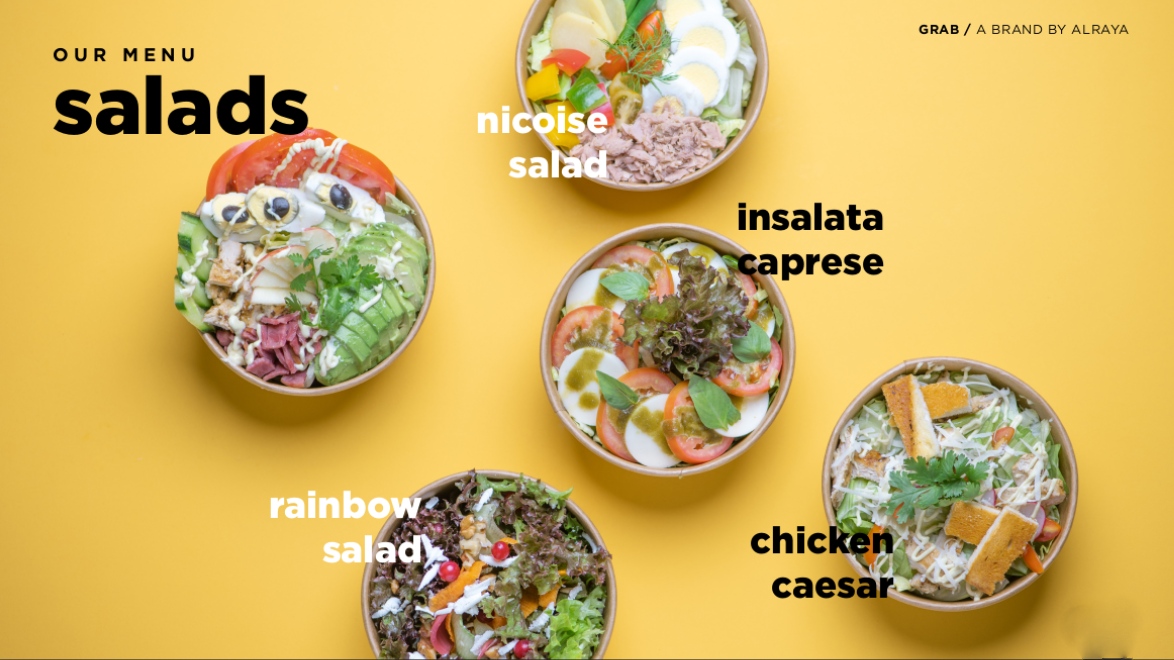 OUR MENU
salads
GRAB / A BRAND BY ALRAYA
nicoise
salad
insalata
caprese
rainbow
salad
chicken
caesar